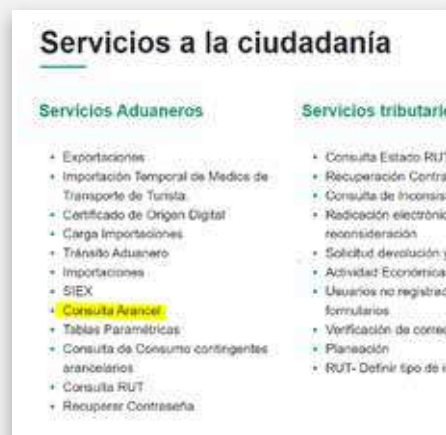 Servicios a la ciudadanía
Servicios Aduaneros
Exportaciones
Importación Temporal de Medios de
Transporte de Turista.
Certificado de Origen Digital
Carga Importaciones
Tránsito Aduanero
Importaciones
SIEX
Consulta Arancel
Tablas Paramétricas
Consulta de Consumo contingentes
arancelarios
Consulta RUT
Recuperar Contraseña
Servicios tributari
Consulta Estado RUT
Recuperación Contra
Consulta de Inconsis
Radicación electrónic
reconsideración
Solicitud devolución y
Actividad Económica
Usuarios no registrad
formularios
Verificación de corre
Planeación
RUT- Definir tipo de